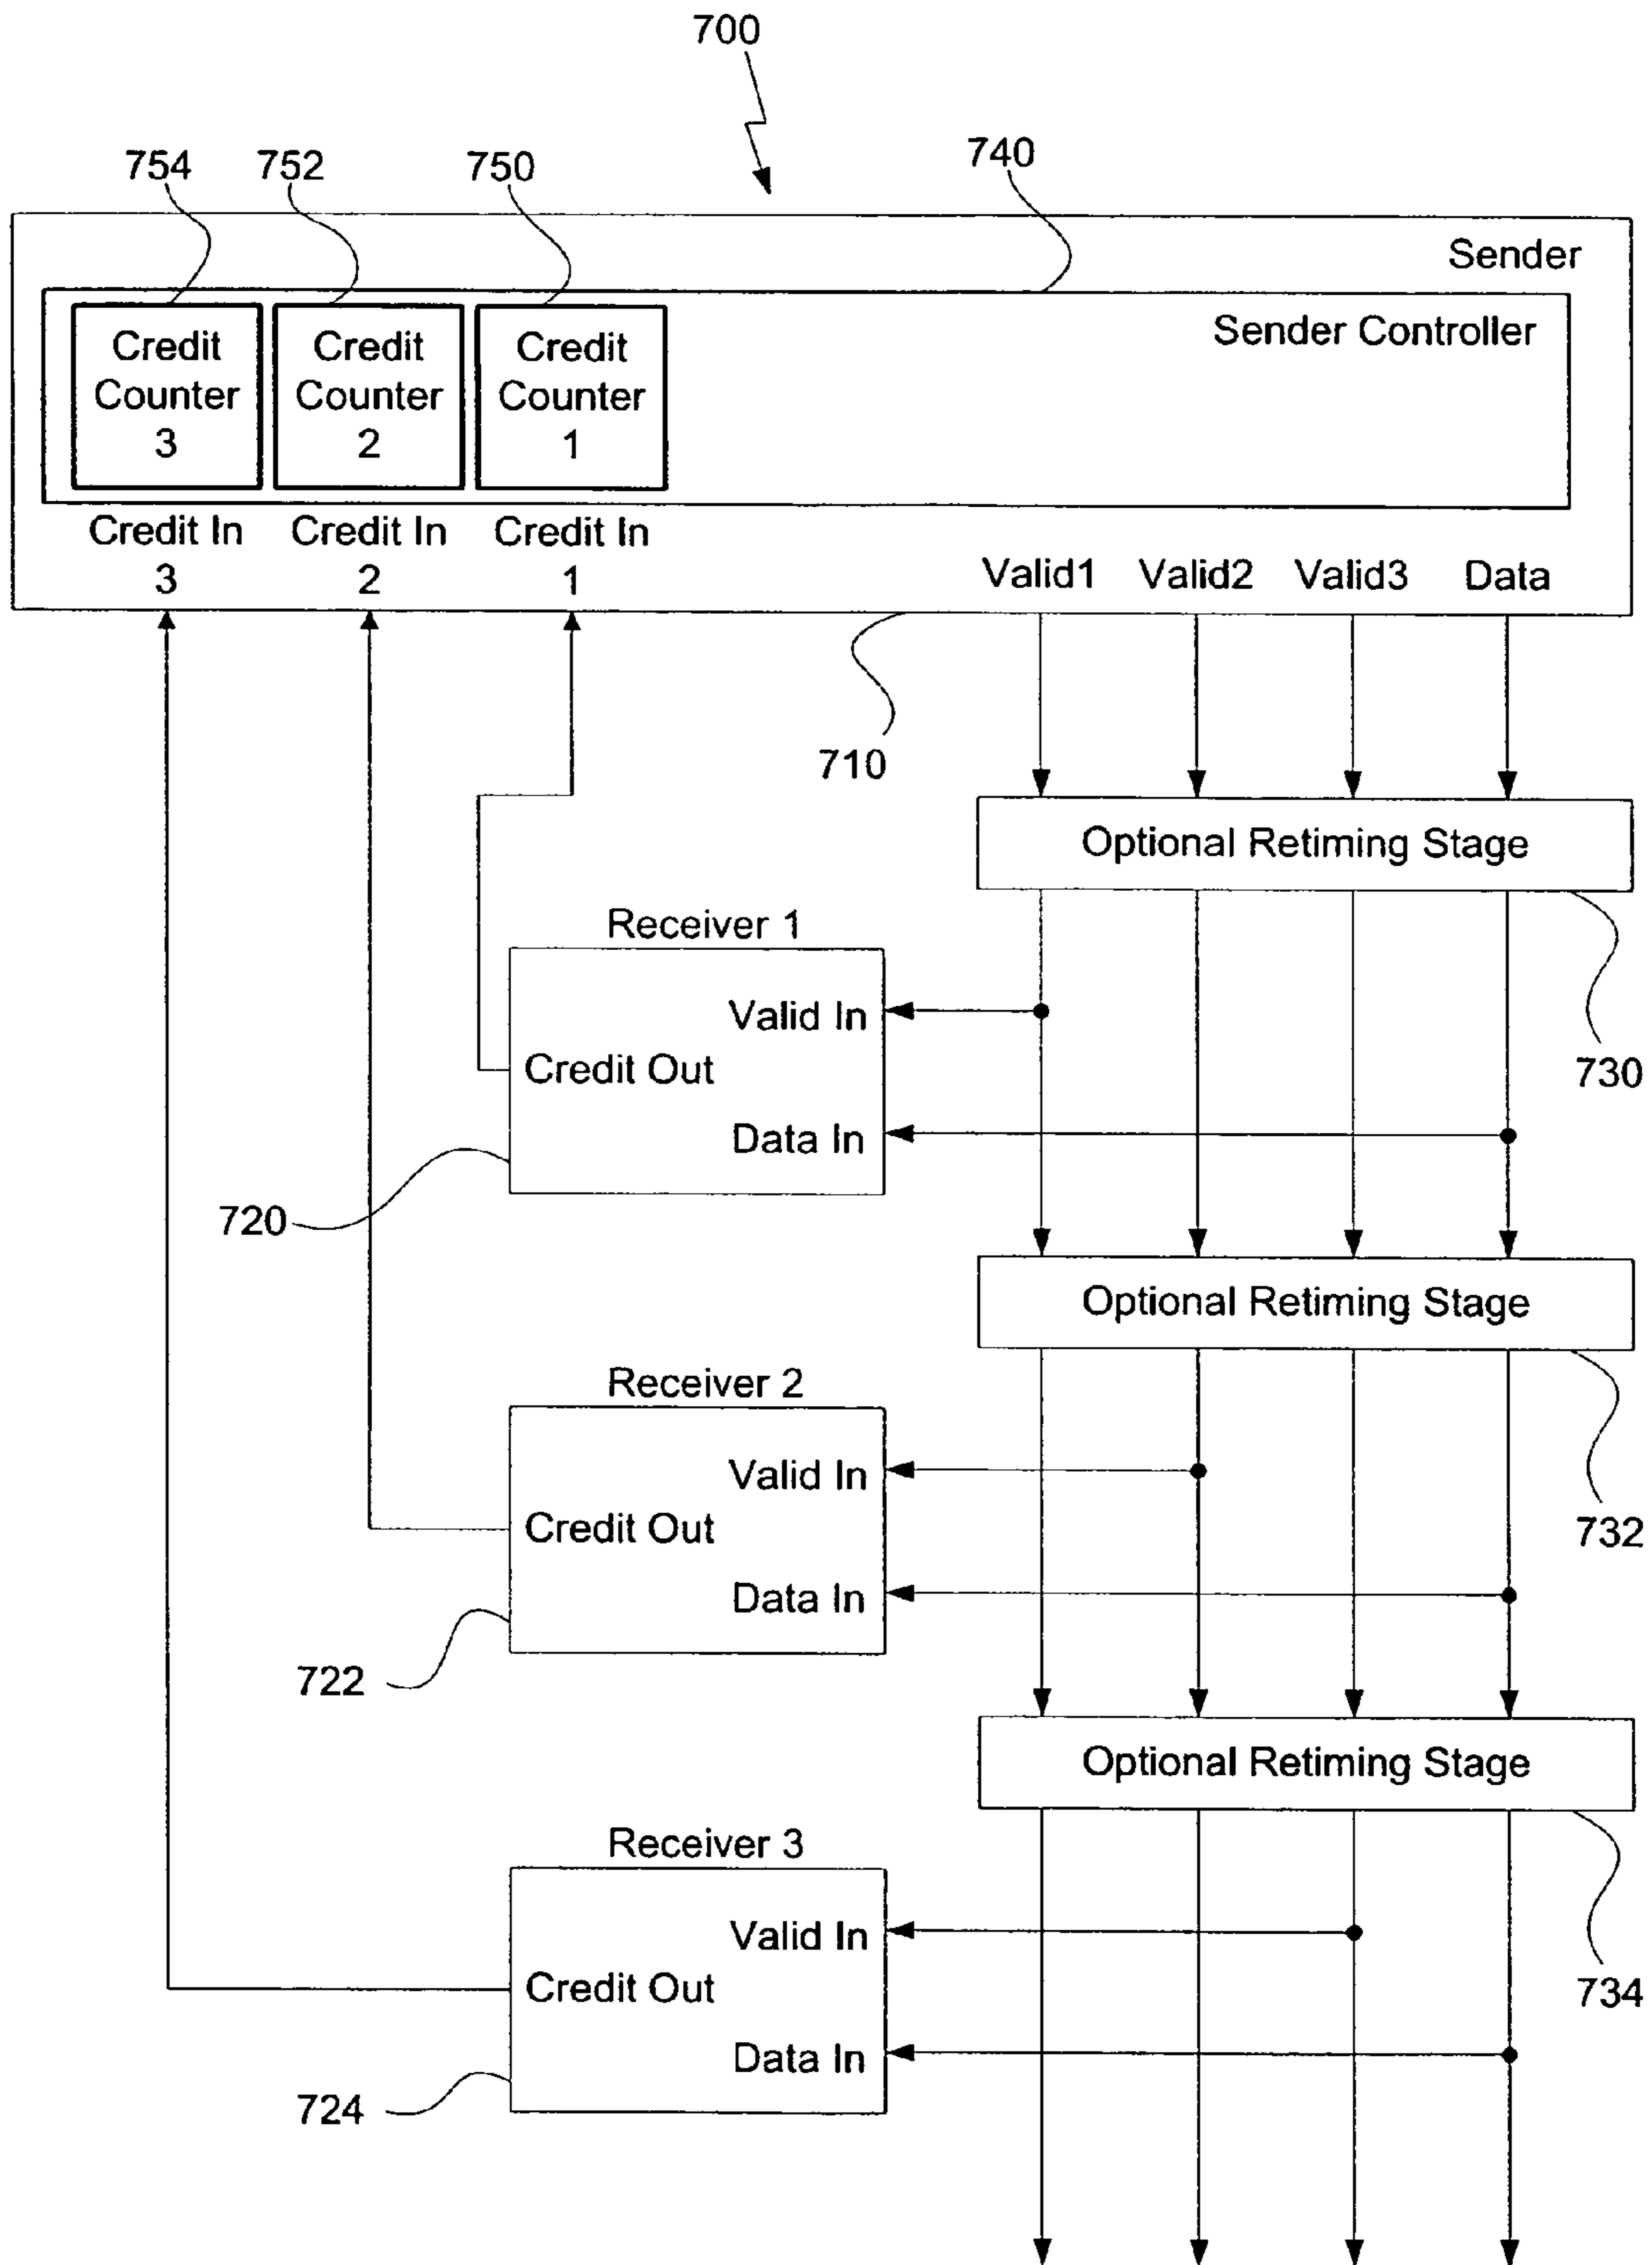 700
754 752 750 740
Sender
Sender Controller
Credit Counter 3
Credit Counter 2
Credit Counter 1
Credit In 3
Credit In 2
Credit In 1
Valid1 Valid2 Valid3 Data
710
Optional Retiming Stage
730
Receiver 1
Valid In
Credit Out
Data In
720
Optional Retiming Stage
732
Receiver 2
Valid In
Credit Out
Data In
722
Optional Retiming Stage
734
Receiver 3
Valid In
Credit Out
Data In
724